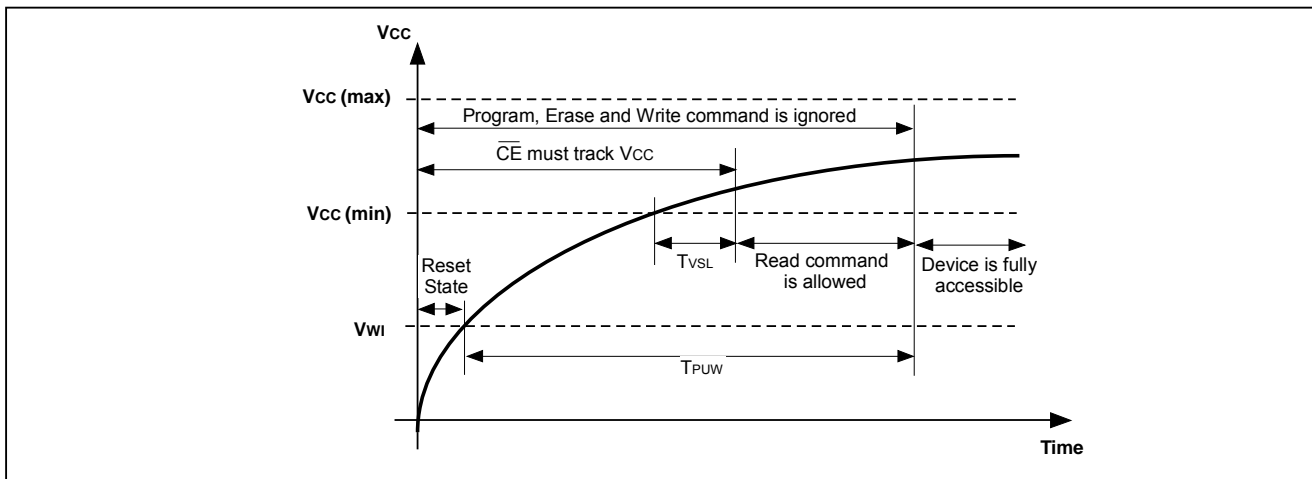 Vcc
Vcc (max)
Program, Erase and Write command is ignored
C̅E̅ must track Vcc
Vcc (min)
Reset
State
TVSL
Read command
is allowed
Device is fully
accessible
VWI
TPUW
Time